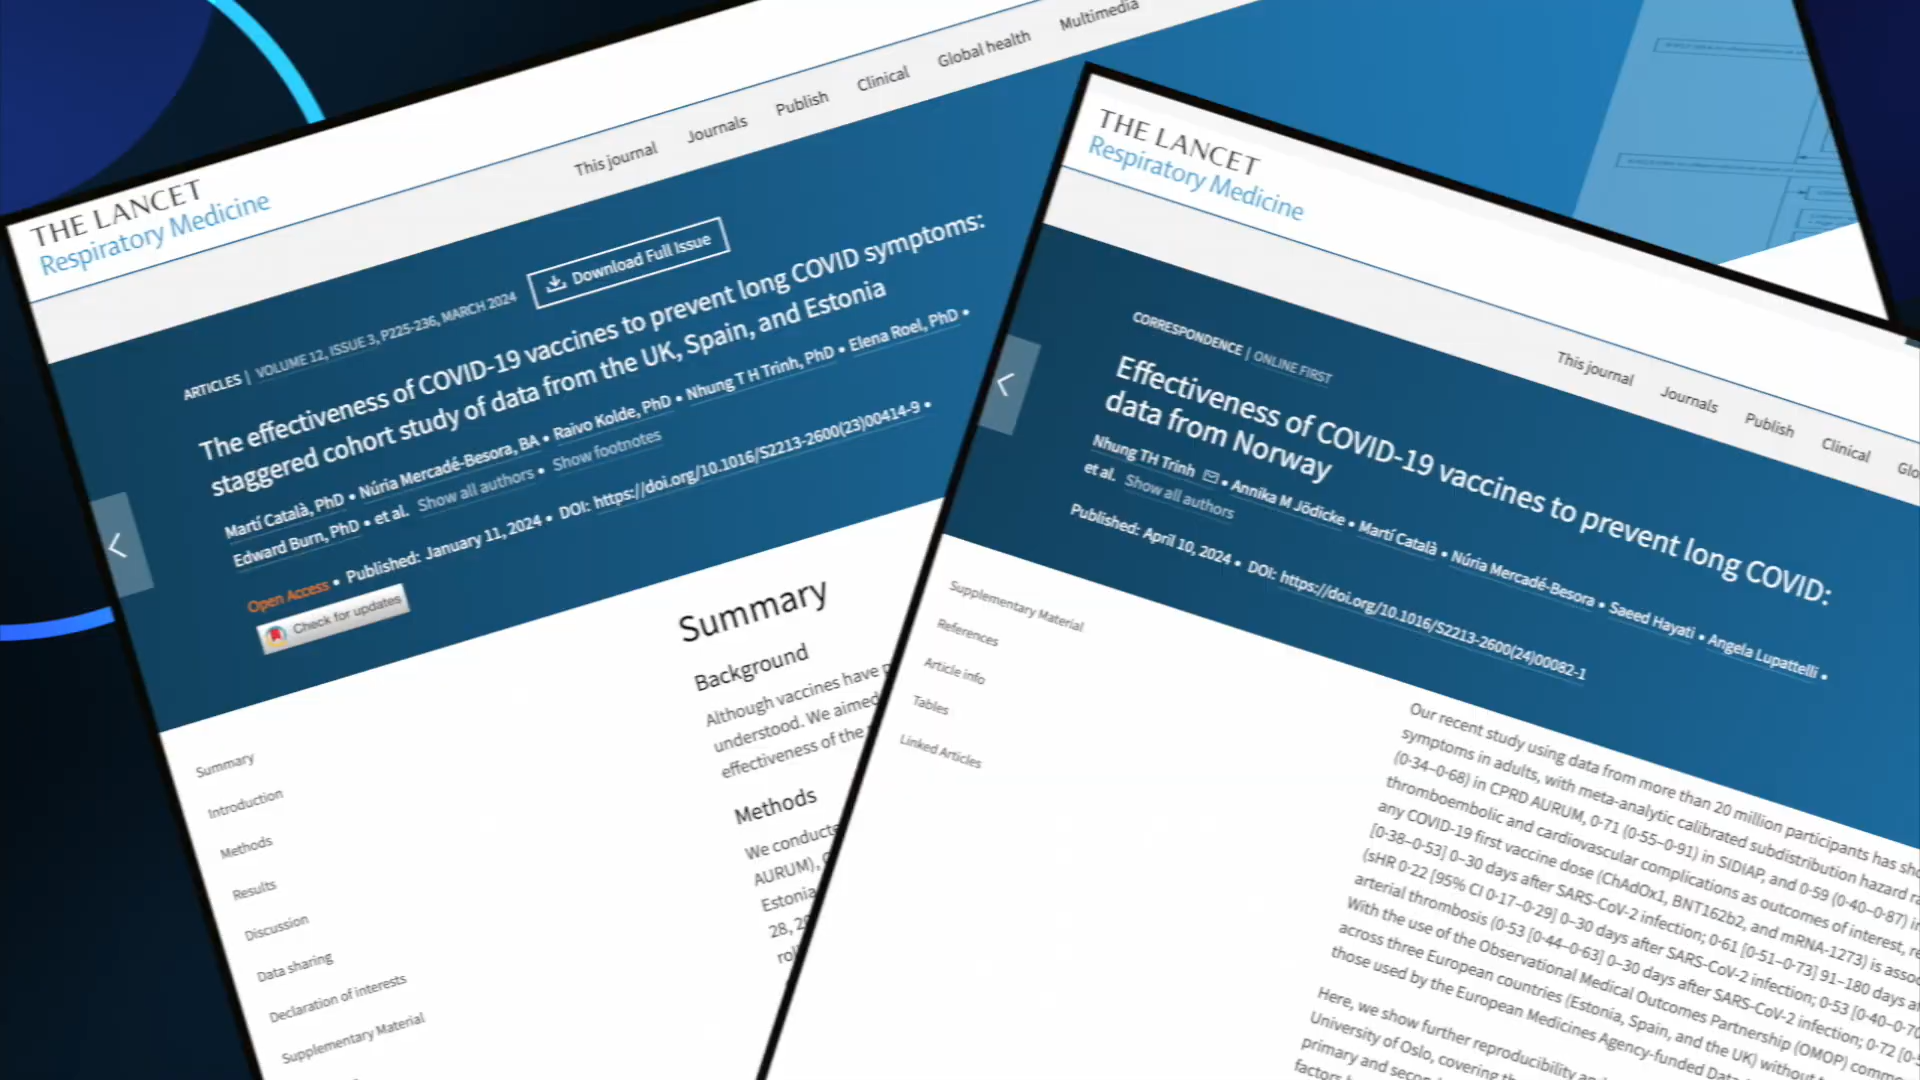 THE LANCET
Respiratory Medicine
This journal Journals Publish Clinical Global health Multimedia
ARTICLES | VOLUME 12, ISSUE 3, P225-236, MARCH 2024
Download Full Issue
The effectiveness of COVID-19 vaccines to prevent long COVID symptoms:
staggered cohort study of data from the UK, Spain, and Estonia
Martí Català, PhD • Núria Mercadé-Besora, BA • Raivo Kolde, PhD • Nhung T H Trinh, PhD • Elena Roel, PhD •
Edward Burn, PhD • et al. Show all authors • Show footnotes
Open Access • Published: January 11, 2024 • DOI: https://doi.org/10.1016/S2213-2600(23)00414-9 •
Check for updates
Summary
Introduction
Methods
Results
Discussion
Data sharing
Declaration of interests
Supplementary Material
Summary
Background
Although vaccines have
understood. We aimed
effectiveness of the
Methods
We conducte
AURUM),
Estonia
28, 20
THE LANCET
Respiratory Medicine
This journal Journals Publish Clinical Glo
CORRESPONDENCE | ONLINE FIRST
Effectiveness of COVID-19 vaccines to prevent long COVID:
data from Norway
Nhung TH Trinh • Annika M Jödicke • Martí Català • Núria Mercadé-Besora • Saeed Hayati • Angela Lupattelli •
et al. Show all authors
Published: April 10, 2024 • DOI: https://doi.org/10.1016/S2213-2600(24)00082-1
Supplementary Material
References
Article info
Tables
Linked Articles
Our recent study using data from more than 20 million participants has sho
symptoms in adults, with meta-analytic calibrated subdistribution hazard ra
(0·34–0·68) in CPRD AURUM, 0·71 (0·55–0·91) in SIDIAP, and 0·59 (0·40–0·87) in
thromboembolic and cardiovascular complications as outcomes of interest, re
any COVID-19 first vaccine dose (ChAdOx1, BNT162b2, and mRNA-1273) is assoc
[0·38–0·53] 0–30 days after SARS-CoV-2 infection; 0·61 [0·51–0·73] 91–180 days a
(sHR 0·22 [95% CI 0·17–0·29] 0–30 days after SARS-CoV-2 infection; 0·72 [0·
arterial thrombosis (0·53 [0·44–0·63] 0–30 days after SARS-CoV-2 infection; 0·53 [0·40–0·70
With the use of the Observational Medical Outcomes Partnership (OMOP) commo
across three European countries (Estonia, Spain, and the UK) without
those used by the European Medicines Agency-funded Data
Here, we show further reproducibility an
University of Oslo, covering th
primary and secon
factors